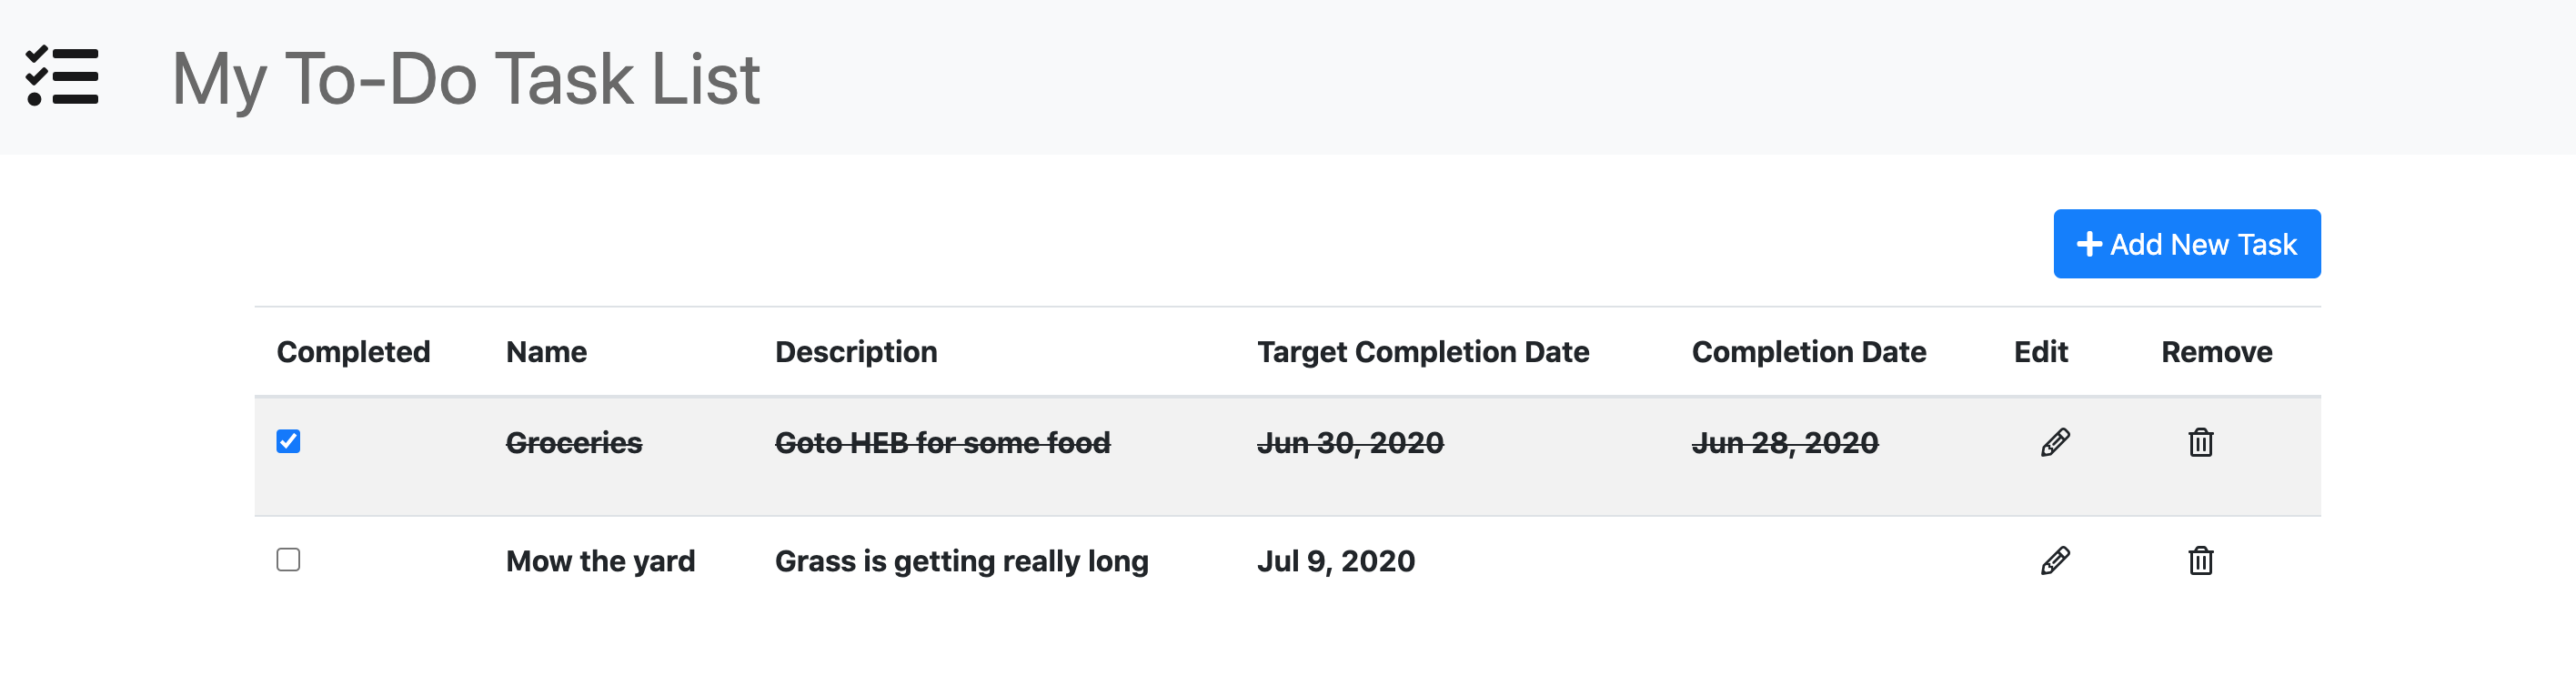 My To-Do Task List
Add New Task
Completed Name Description Target Completion Date Completion Date Edit Remove
Groceries Goto HEB for some food Jun 30, 2020 Jun 28, 2020
Mow the yard Grass is getting really long Jul 9, 2020